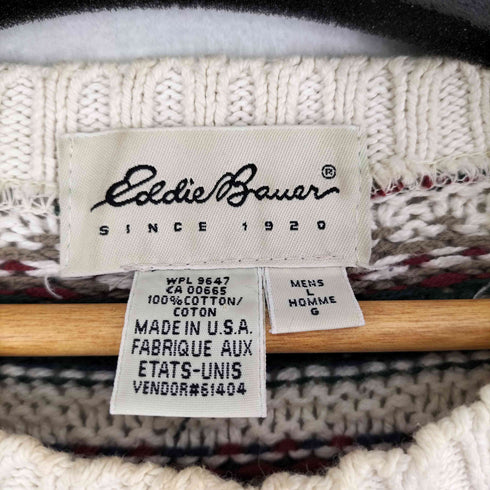 Eddie Bauer®
SINCE 1920
WPL 9647
CA 00665
100% COTTON/
COTON
MADE IN U.S.A.
FABRIQUE AUX
ETATS-UNIS
VENDOR#61404
MENS
L
HOMME
G